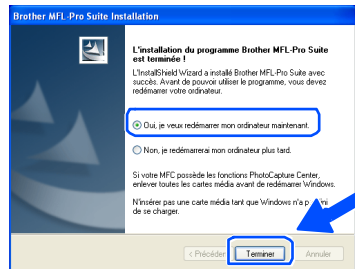 Brother MFL-Pro Suite Installation
L'installation du programme Brother MFL-Pro Suite
est terminée !
L'InstallShield Wizard a installé Brother MFL-Pro Suite avec
succès. Avant de pouvoir utiliser le programme, vous devez
redémarrer votre ordinateur.
Oui, je veux redémarrer mon ordinateur maintenant.
Non, je redémarrerai mon ordinateur plus tard.
Si votre MFC possède les fonctions PhotoCapture Center,
enlever toutes les cartes média avant de redémarrer Windows.
N'insérer pas une carte média tant que Windows n'a
de se charger.
< Précéder
Terminer
Annuler